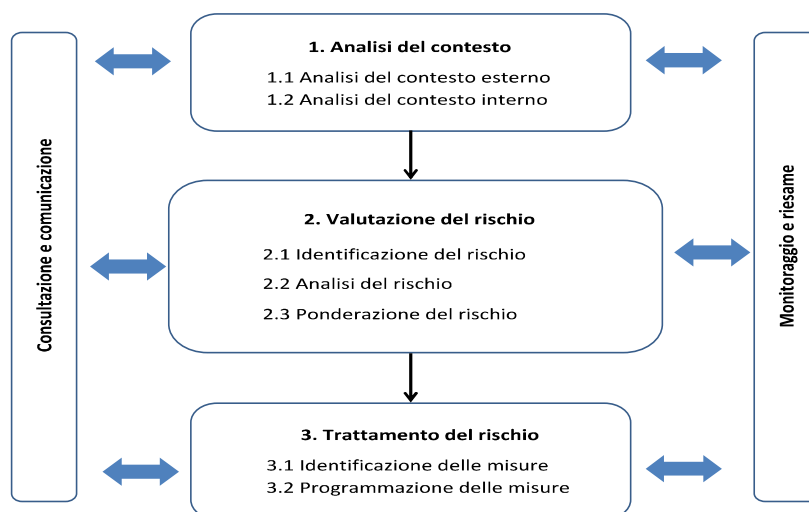 Consultazione e comunicazione
1. Analisi del contesto
1.1 Analisi del contesto esterno
1.2 Analisi del contesto interno
2. Valutazione del rischio
2.1 Identificazione del rischio
2.2 Analisi del rischio
2.3 Ponderazione del rischio
3. Trattamento del rischio
3.1 Identificazione delle misure
3.2 Programmazione delle misure
Monitoraggio e riesame